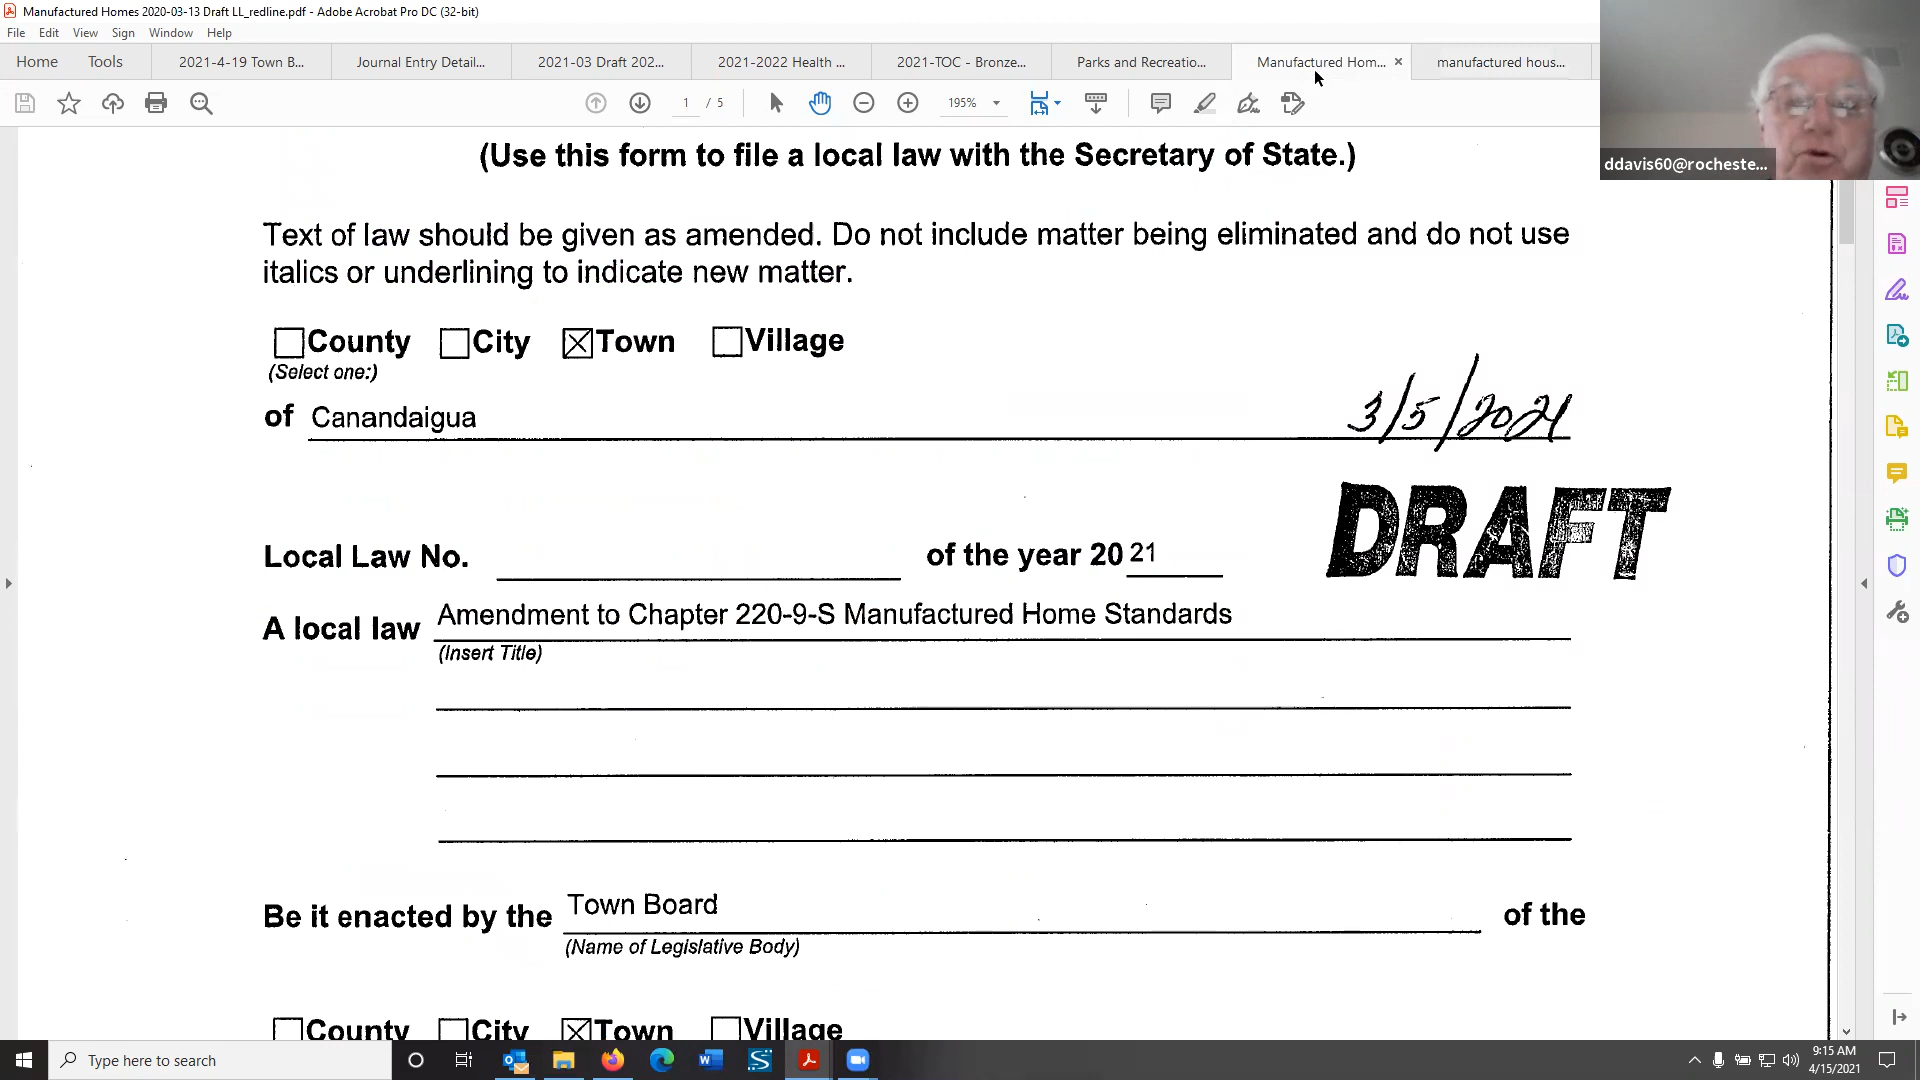 Manufactured Homes 2020-03-13 Draft LL_redline.pdf - Adobe Acrobat Pro DC (32-bit)
File Edit View Sign Window Help
Home Tools 2021-4-19 Town B... Journal Entry Detail... 2021-03 Draft 202... 2021-2022 Health ... 2021-TOC - Bronze... Parks and Recreatio... Manufactured Hom... × manufactured hous...
1 / 5 195%
ddavis60@rocheste...
(Use this form to file a local law with the Secretary of State.)
Text of law should be given as amended. Do not include matter being eliminated and do not use
italics or underlining to indicate new matter.
County City Town Village
(Select one:)
of Canandaigua 3/5/2021
DRAFT
Local Law No. of the year 20 21
A local law Amendment to Chapter 220-9-S Manufactured Home Standards
(Insert Title)
Be it enacted by the Town Board of the
(Name of Legislative Body)
County City Town Village
Type here to search
9:15 AM
4/15/2021